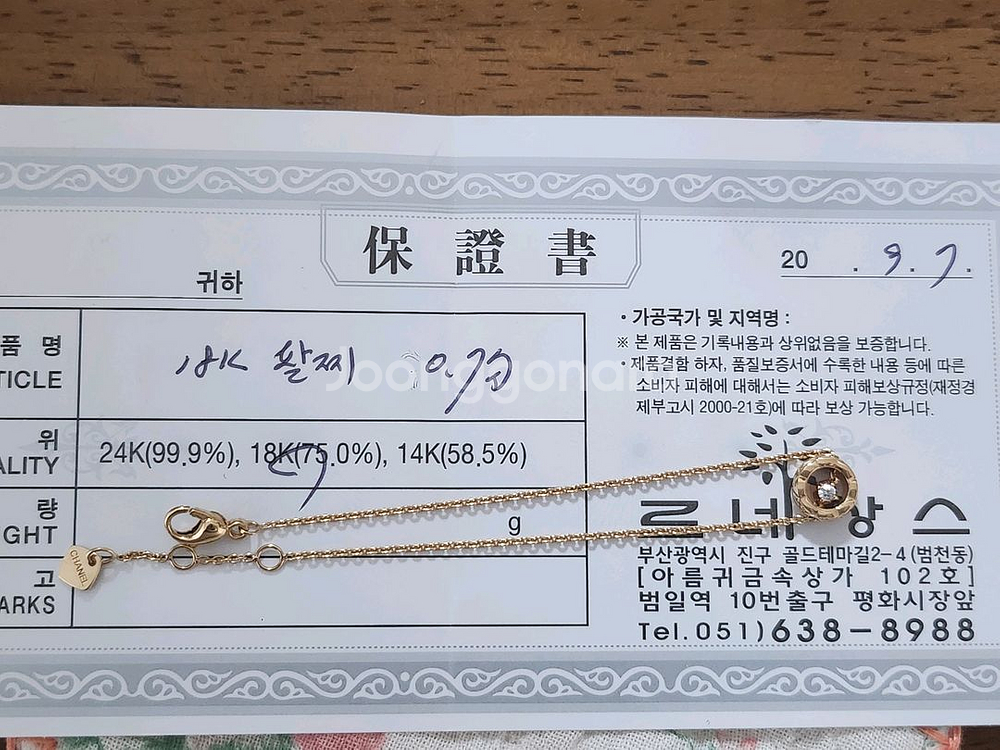 保 證 書
20 . 9. 7.
귀하
품 명
TICLE
18K 팔찌 0.7돈
Joonggonara
위
ALITY
24K(99.9%), 18K(75.0%), 14K(58.5%)
량
GHT
g
고
ARKS
CHANEL
• 가공국가 및 지역명 :
※ 본 제품은 기록내용과 상위없음을 보증합니다.
• 제품결함 하자, 품질보증서에 수록한 내용 등에 따른
소비자 피해에 대해서는 소비자 피해보상규정(재정경
제부고시 2000-21호)에 따라 보상 가능합니다.
르네상스
부산광역시 진구 골드테마길2-4(범천동)
[아름귀금속상가 102호]
범일역 10번출구 평화시장앞
Tel.051)638-8988